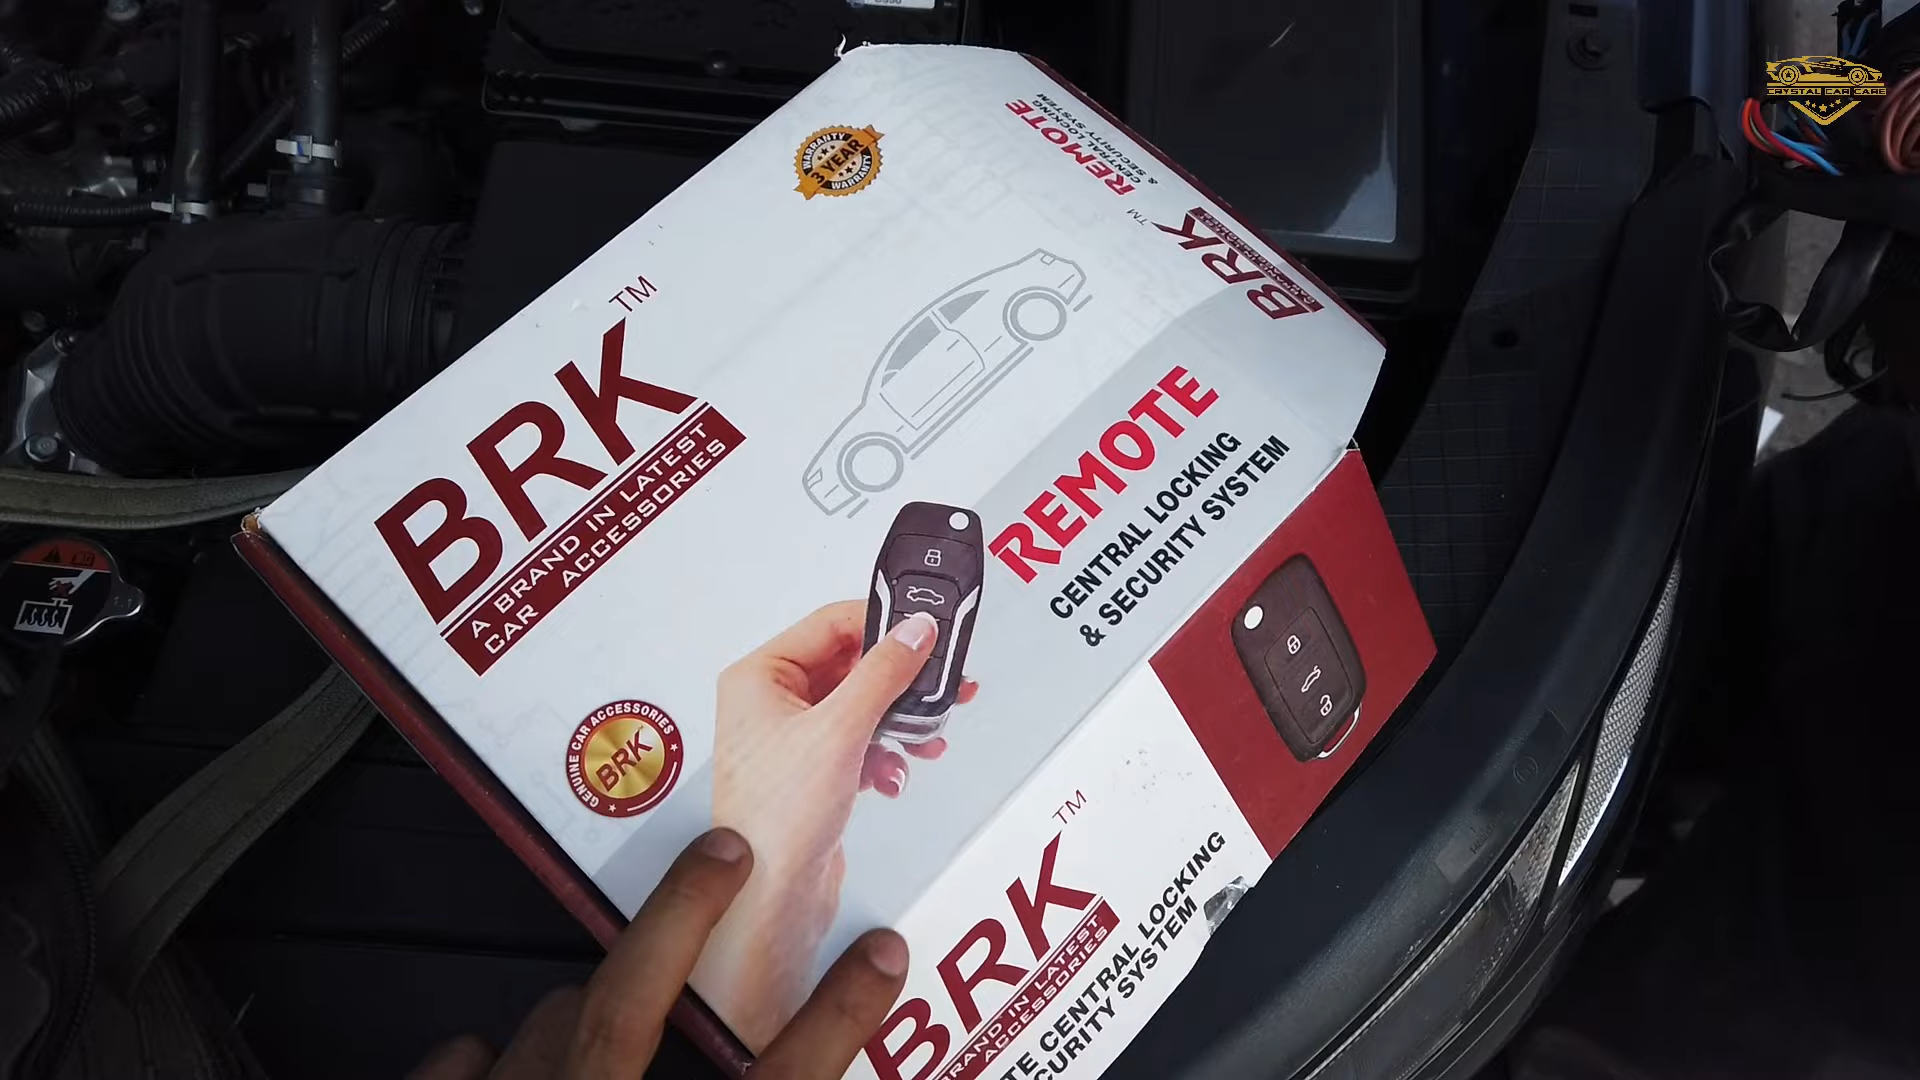 CRYSTAL CAR CARE
WARRANTY
3 YEAR
WARRANTY
REMOTE
CENTRAL LOCKING
& SECURITY SYSTEM
BRK
TM
BRK
TM
A BRAND IN LATEST
CAR ACCESSORIES
REMOTE
CENTRAL LOCKING
& SECURITY SYSTEM
GENUINE CAR ACCESSORIES
BRK
BRK
TM
BRAND IN LATEST
ACCESSORIES
TE CENTRAL LOCKING
CURITY SYSTEM